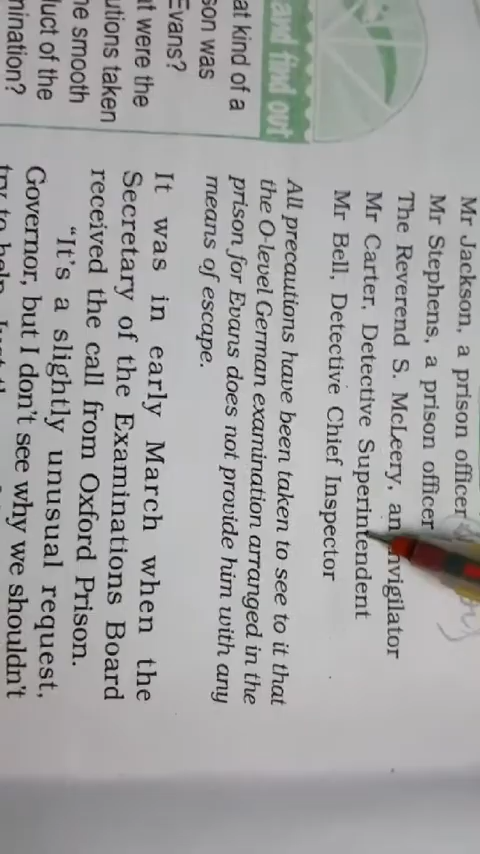 Mr Jackson, a prison officer
Mr Stephens, a prison officer
The Reverend S. McLeery, an invigilator
Mr Carter, Detective Superintendent
Mr Bell, Detective Chief Inspector
All precautions have been taken to see to it that
the O-level German examination arranged in the
prison for Evans does not provide him with any
means of escape.
It was in early March when the
Secretary of the Examinations Board
received the call from Oxford Prison.
“It’s a slightly unusual request,
Governor, but I don’t see why we shouldn’t
try to help.
and find out
at kind of a
son was
Evans?
at were the
utions taken
he smooth
duct of the
mination?